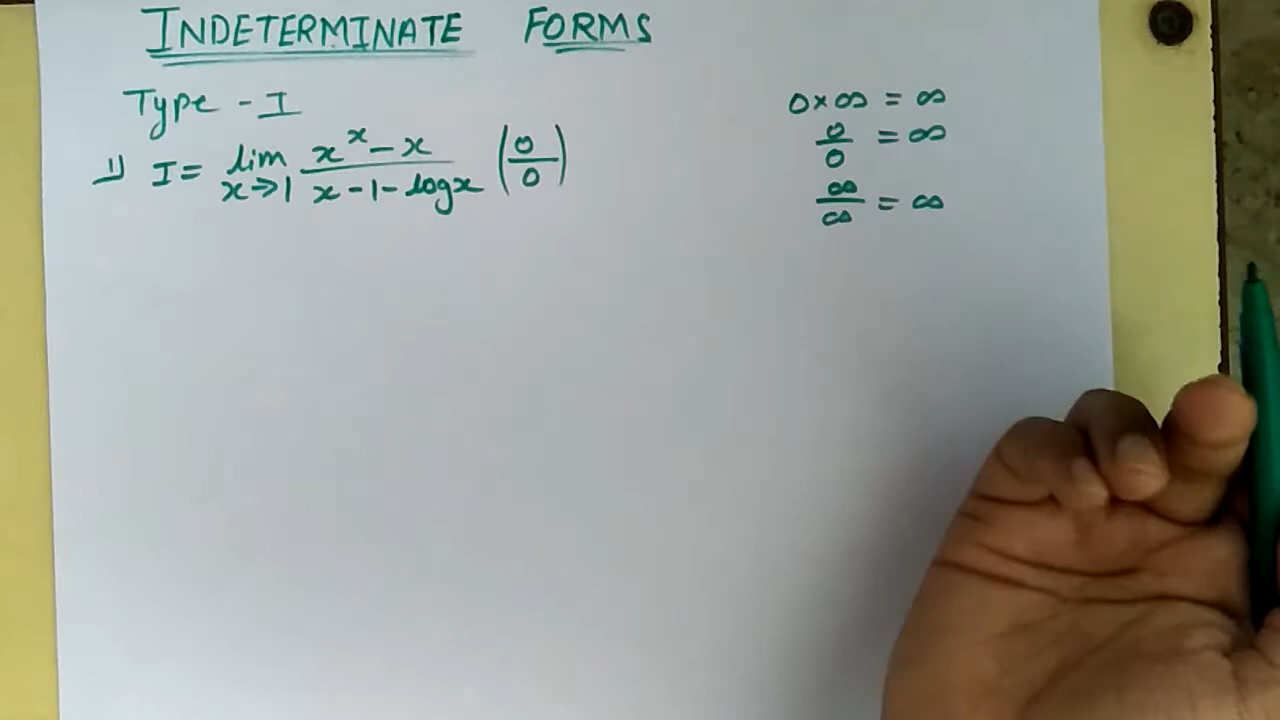 INDETERMINATE FORMS
Type - I
1) I = lim x→1 (x^x - x)/(x - 1 - log x) (0/0)
0 × ∞ = ∞
0/0 = ∞
∞/∞ = ∞